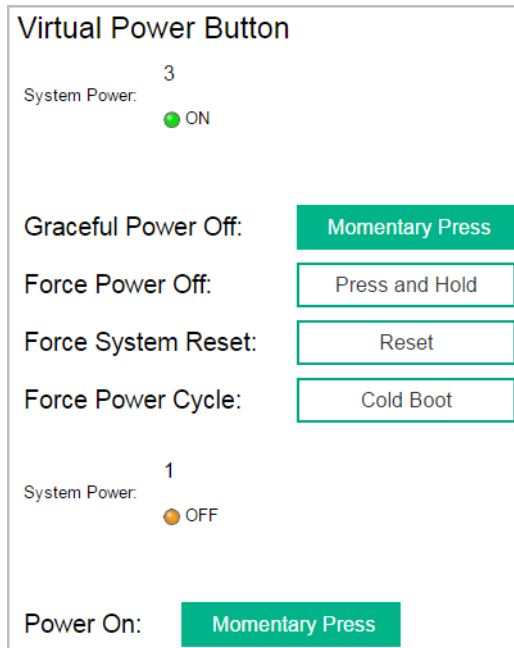 Virtual Power Button
3
System Power:
ON
Graceful Power Off: Momentary Press
Force Power Off: Press and Hold
Force System Reset: Reset
Force Power Cycle: Cold Boot
1
System Power:
OFF
Power On: Momentary Press